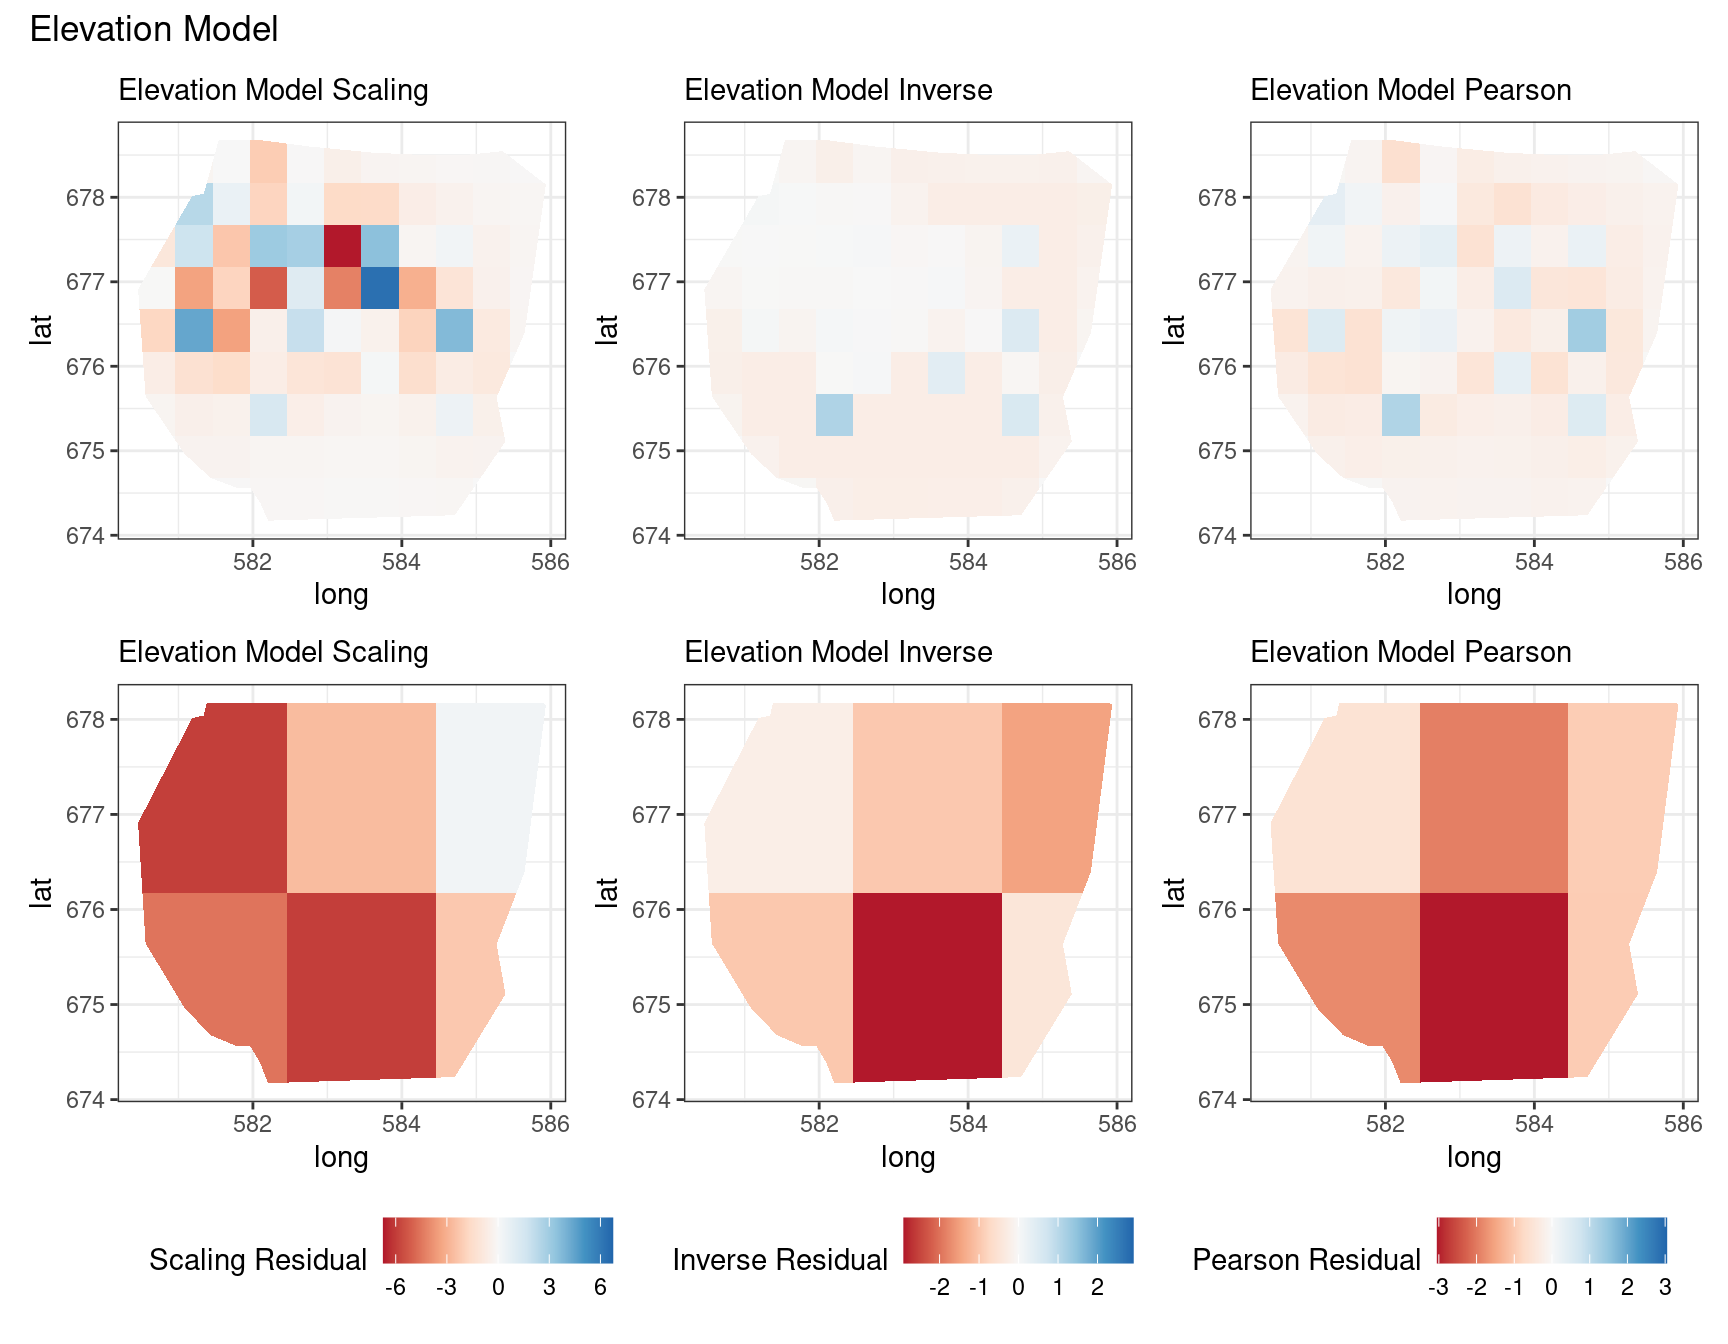 Elevation Model
Elevation Model Scaling
Elevation Model Inverse
Elevation Model Pearson
678
677
676
675
674
lat
582
584
586
long
678
677
676
675
674
lat
582
584
586
long
678
677
676
675
674
lat
582
584
586
long
Elevation Model Scaling
Elevation Model Inverse
Elevation Model Pearson
678
677
676
675
674
lat
582
584
586
long
678
677
676
675
674
lat
582
584
586
long
678
677
676
675
674
lat
582
584
586
long
Scaling Residual
-6 -3 0 3 6
Inverse Residual
-2 -1 0 1 2
Pearson Residual
-3 -2 -1 0 1 2 3